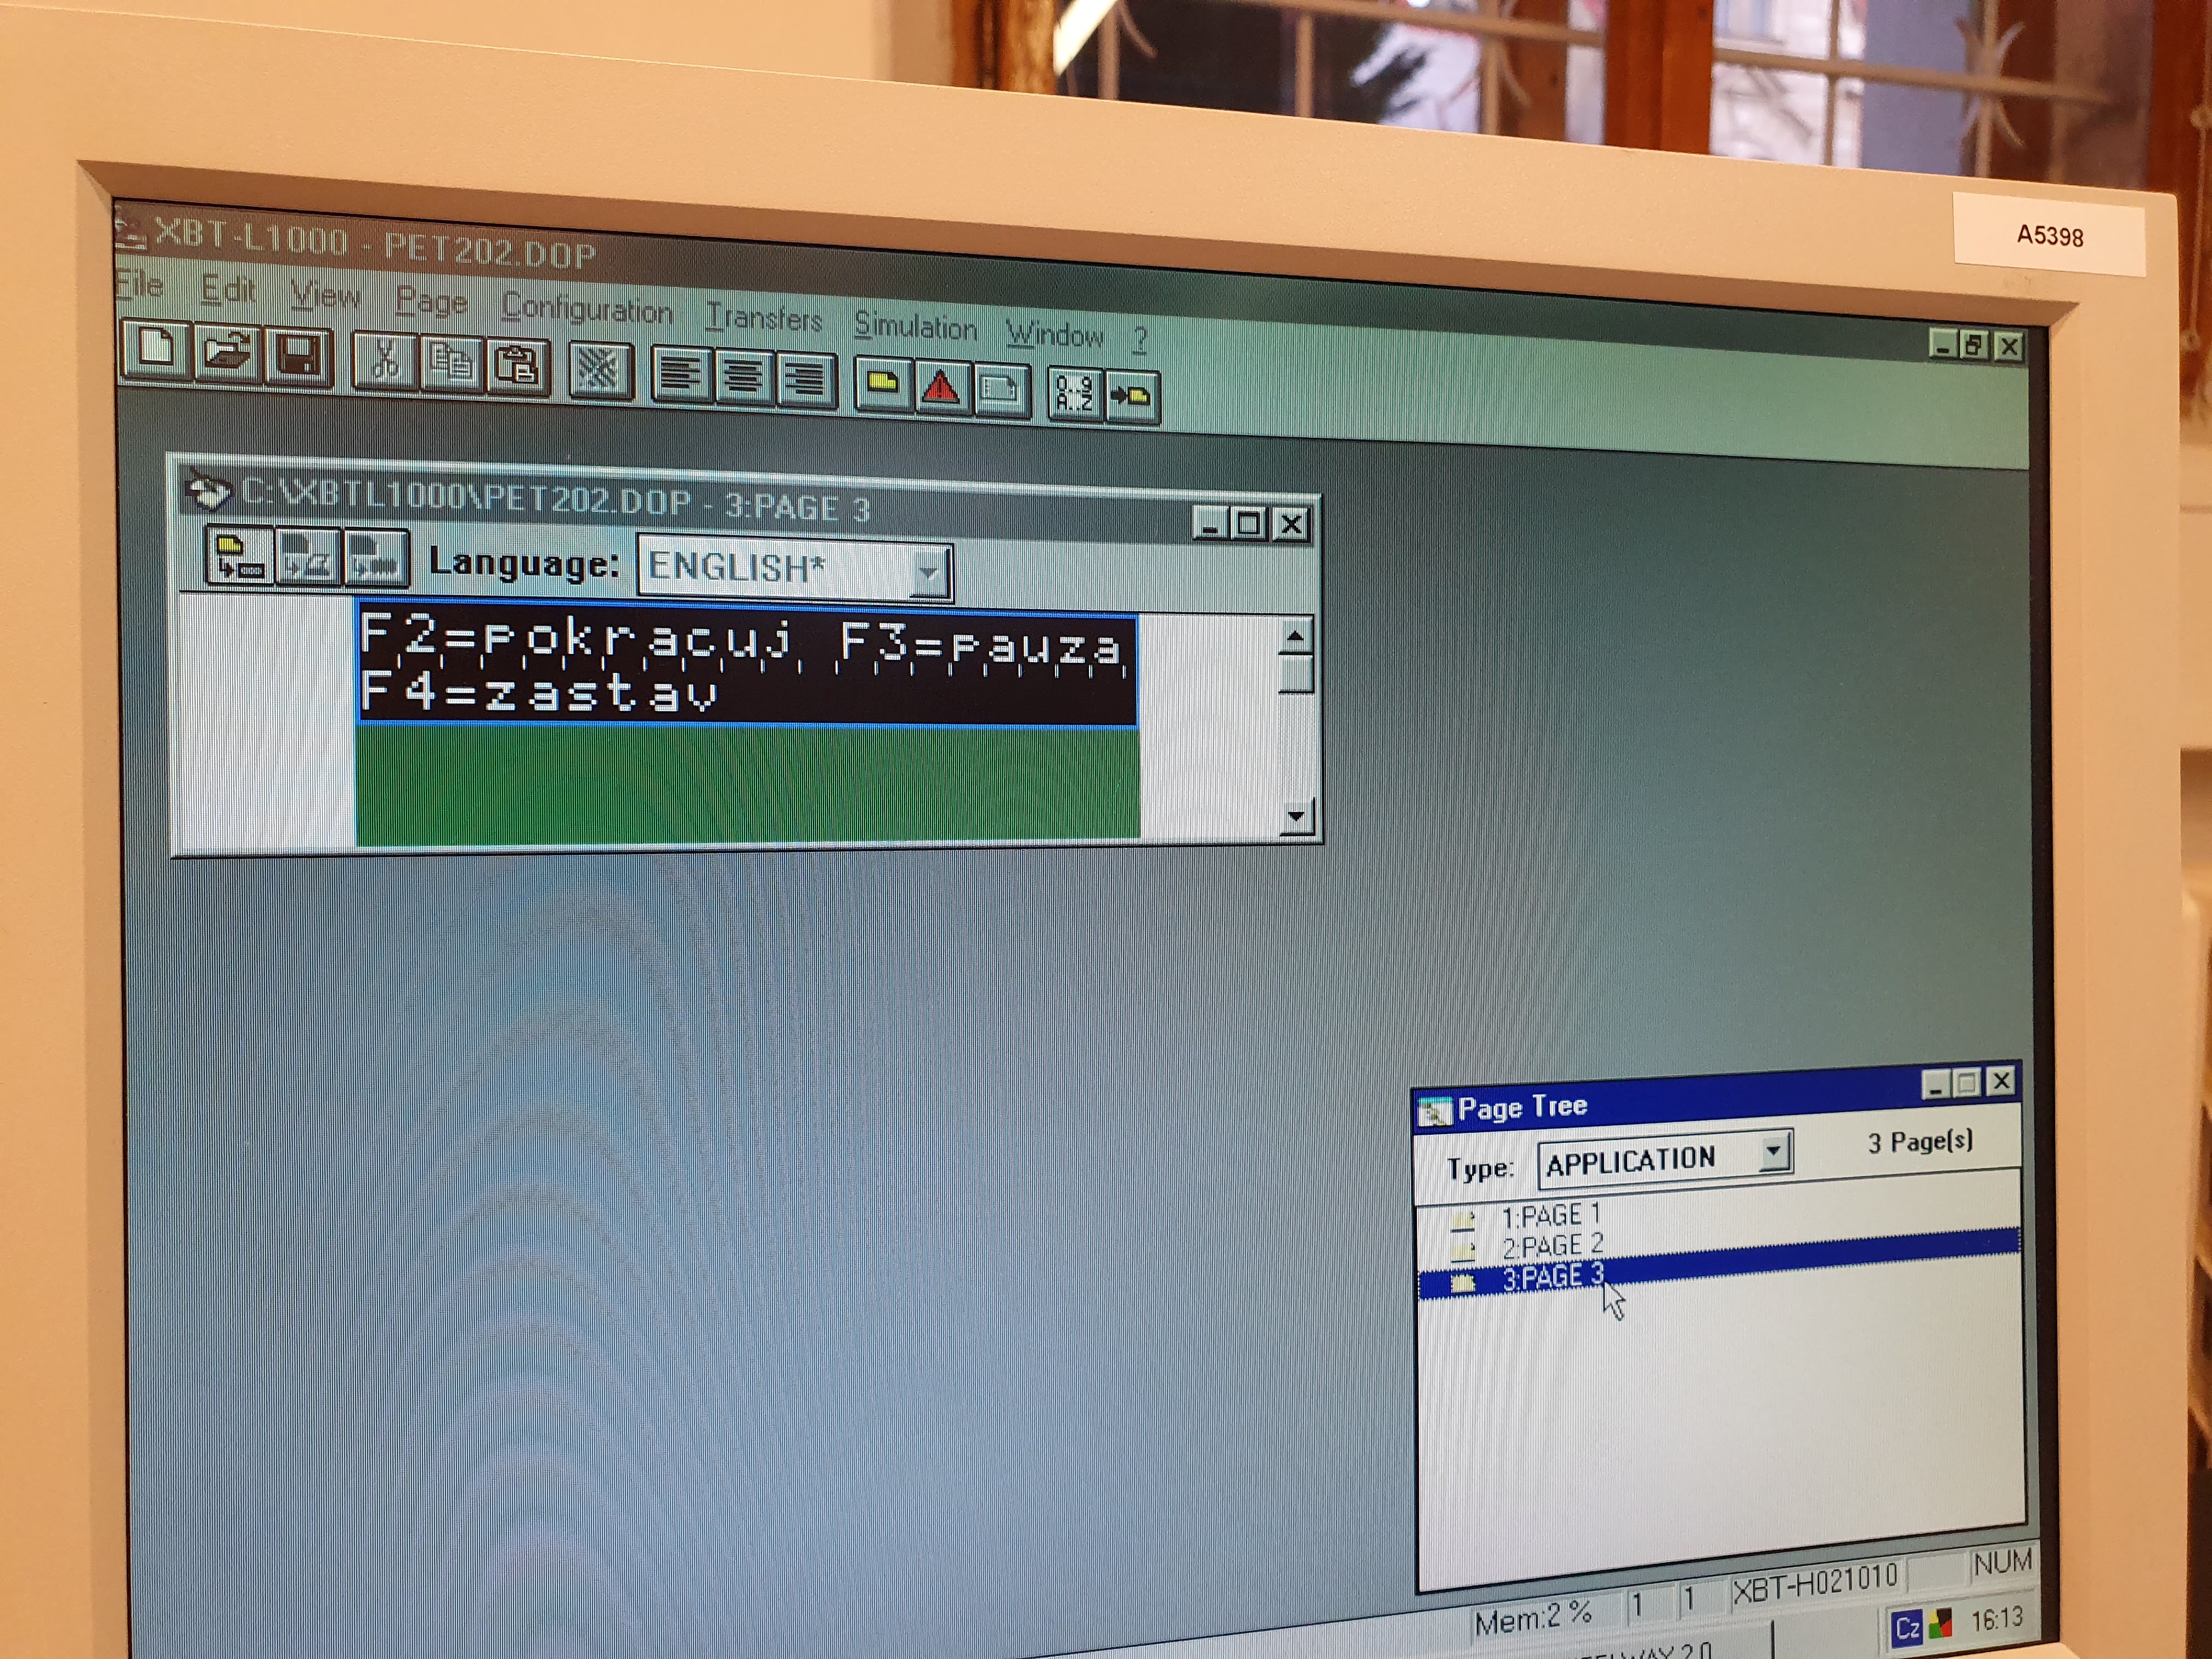 A5398
XBT-L1000 - PET202.DOP
File Edit View Page Configuration Transfers Simulation Window ?
0..9
A..Z
C:\XBTL1000\PET202.DOP - 3:PAGE 3
Language: ENGLISH*
F2=pokracuj F3=pauza
F4=zastav
Page Tree
Type: APPLICATION 3 Page(s)
1:PAGE 1
2:PAGE 2
3:PAGE 3
Mem:2 % 1 1 XBT-H021010 NUM
2.0
Cz 16:13